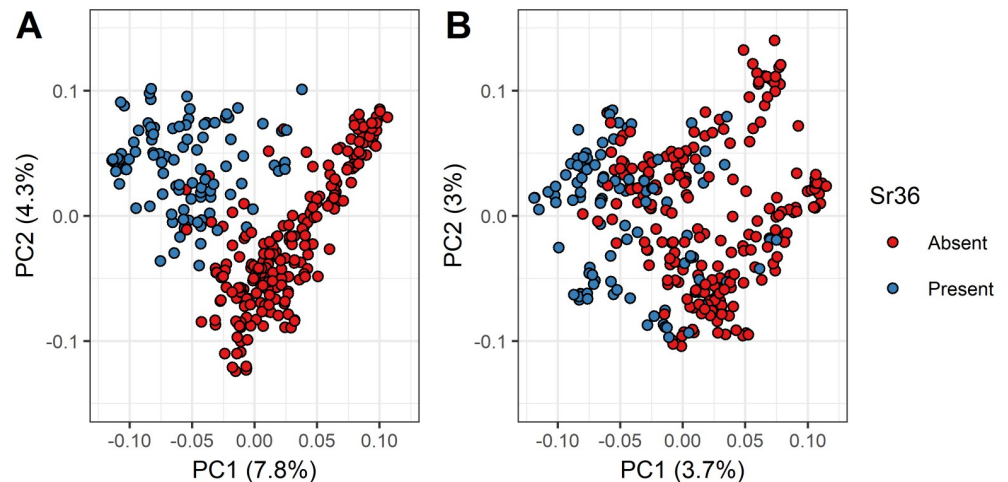 A
B
PC2 (4.3%)
0.1
0.0
-0.1
-0.10
-0.05
0.00
0.05
0.10
PC1 (7.8%)
PC2 (3%)
0.1
0.0
-0.1
-0.10
-0.05
0.00
0.05
0.10
PC1 (3.7%)
Sr36
Absent
Present